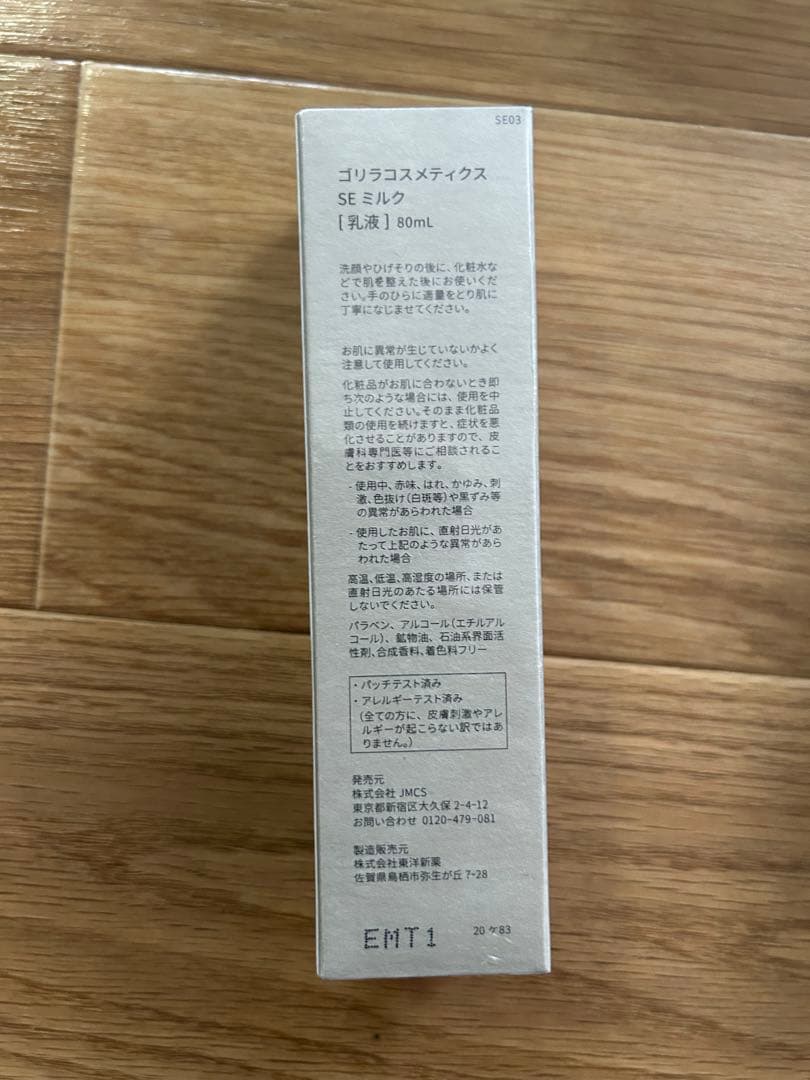 SE03
ゴリラコスメティクス
SE ミルク
[ 乳液 ] 80mL
洗顔やひげそりの後に、化粧水な
どで肌を整えた後にお使いくだ
さい。手のひらに適量をとり肌に
丁寧になじませてください。
お肌に異常が生じていないかよく
注意して使用してください。
化粧品がお肌に合わないとき即
ち次のような場合には、使用を中
止してください。そのまま化粧品
類の使用を続けますと、症状を悪
化させることがありますので、皮
膚科専門医等にご相談されるこ
とをおすすめします。
- 使用中、赤味、はれ、かゆみ、刺
激、色抜け（白斑等）や黒ずみ等
の異常があらわれた場合
- 使用したお肌に、直射日光があ
たって上記のような異常があら
われた場合
高温、低温、高湿度の場所、または
直射日光のあたる場所には保管
しないでください。
パラベン、アルコール（エチルアル
コール）、鉱物油、石油系界面活
性剤、合成香料、着色料フリー
・パッチテスト済み
・アレルギーテスト済み
（全ての方に、皮膚刺激やアレ
ルギーが起こらない訳ではあ
りません。）
発売元
株式会社 JMCS
東京都新宿区大久保 2-4-12
お問い合わせ 0120-479-081
製造販売元
株式会社東洋新薬
佐賀県鳥栖市弥生が丘 7-28
EMT1
20 ケ83